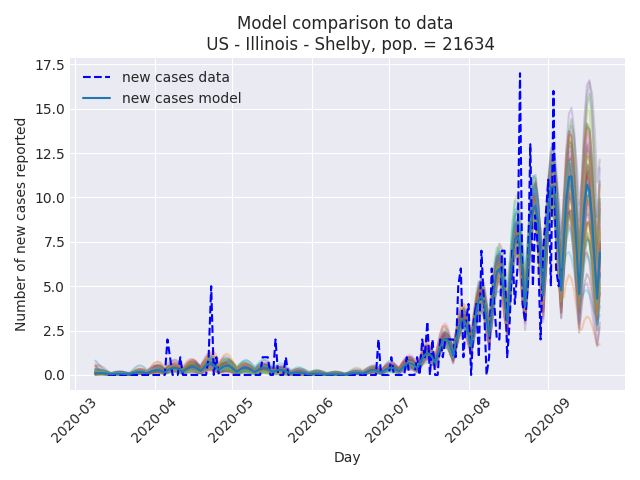 Model comparison to data
US - Illinois - Shelby, pop. = 21634
17.5
15.0
12.5
10.0
7.5
5.0
2.5
0.0
Number of new cases reported
new cases data
new cases model
2020-03
2020-04
2020-05
2020-06
2020-07
2020-08
2020-09
Day